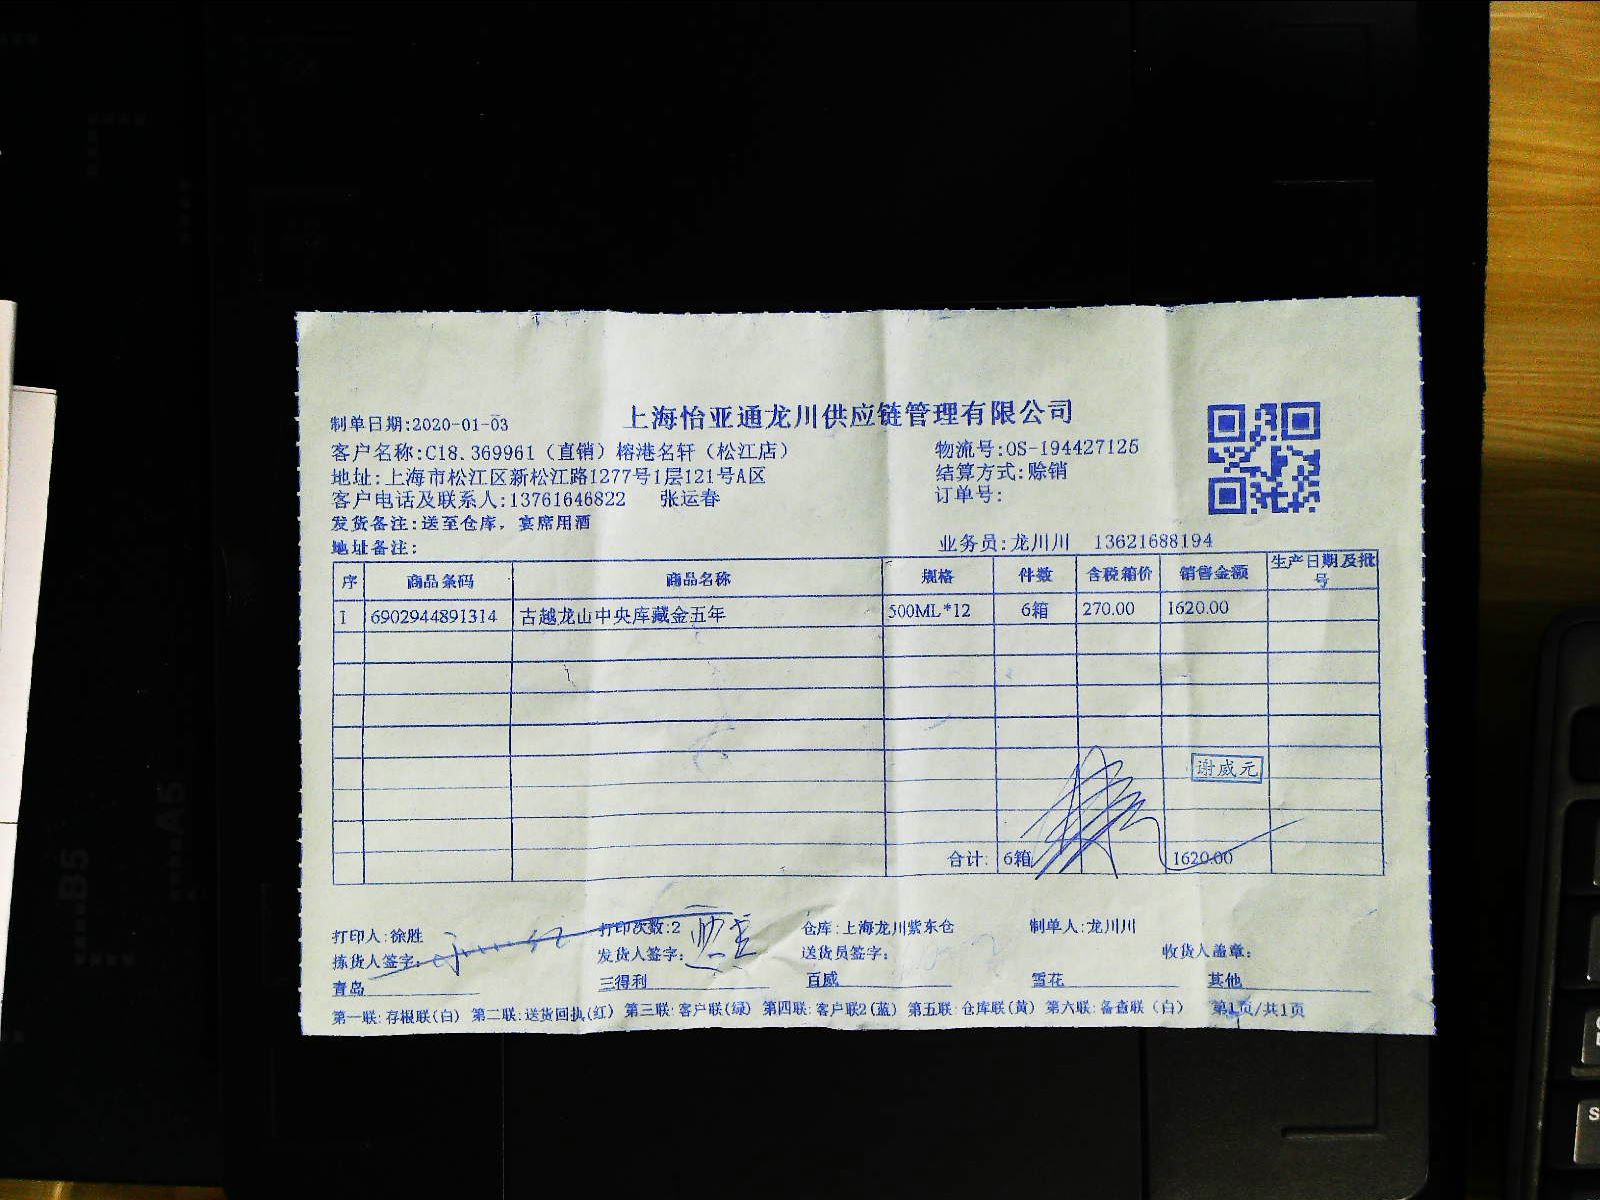 上海怡亚通龙川供应链管理有限公司
制单日期:2020-01-03
客户名称:C18.369961（直销）榕港名轩（松江店） 物流号:OS-194427125
地址:上海市松江区新松江路1277号1层121号A区 结算方式:赊销
客户电话及联系人:13761646822 张运春 订单号:
发货备注:送至仓库，宴席用酒
地址备注: 业务员:龙川川 13621688194
序 商品条码 商品名称 规格 件数 含税箱价 销售金额 生产日期及批号
1 6902944891314 古越龙山中央库藏金五年 500ML*12 6箱 270.00 1620.00
谢威元
合计: 6箱 1620.00
打印人:徐胜 打印次数:2 仓库:上海龙川紫东仓 制单人:龙川川
拣货人签字: 发货人签字: 送货员签字: 收货人盖章:
青岛 三得利 百威 雪花 其他
第一联:存根联(白) 第二联:送货回执(红) 第三联:客户联(绿) 第四联:客户联2(蓝) 第五联:仓库联(黄) 第六联:备查联（白） 第1页/共1页
B5
A5